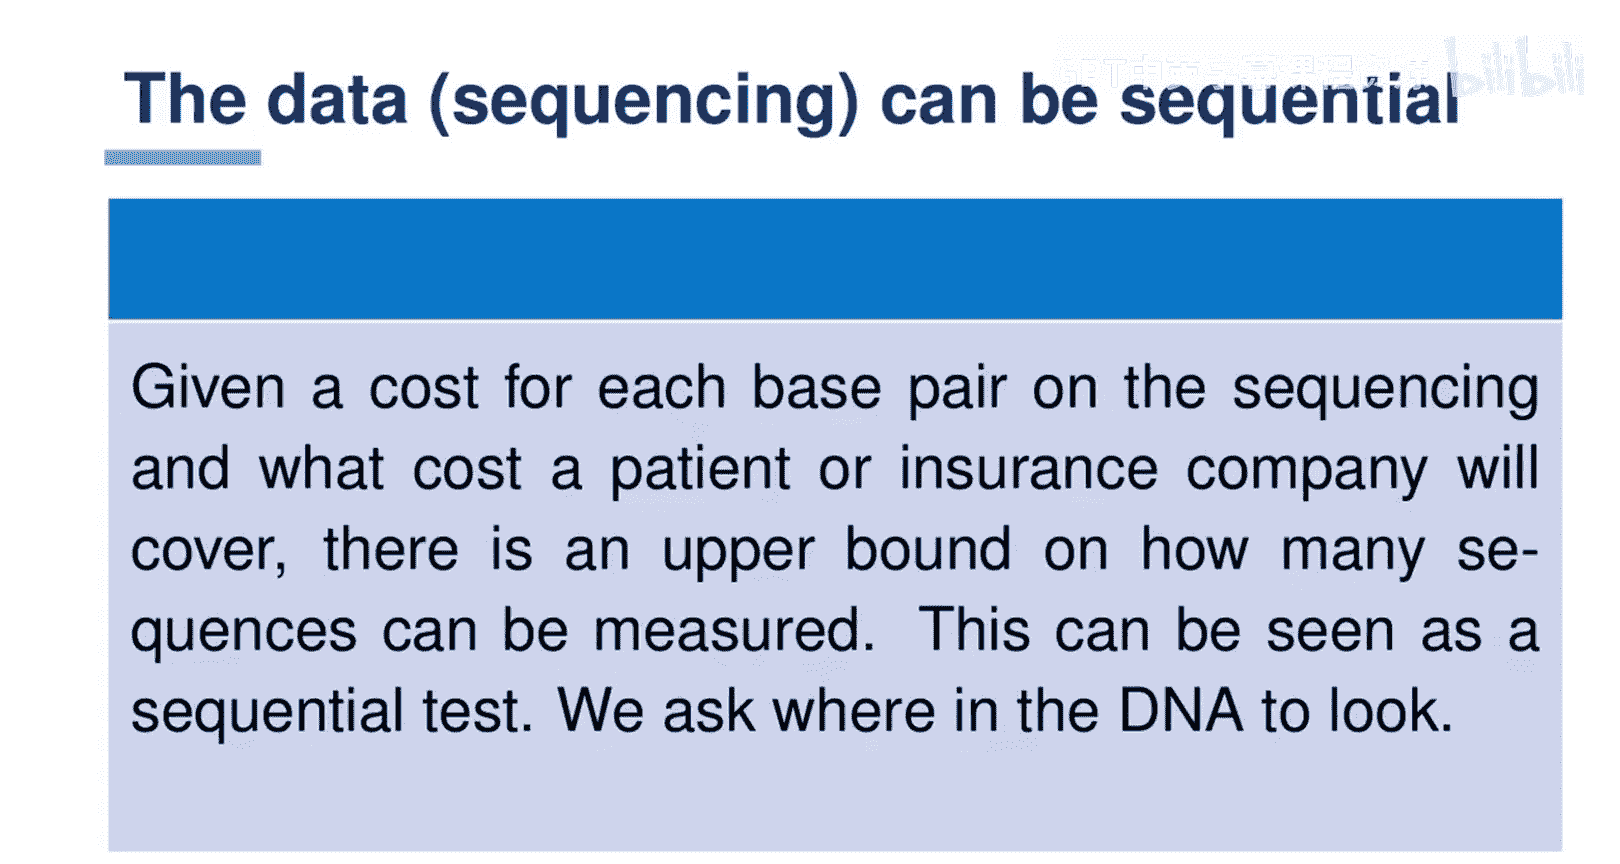 The data (sequencing) can be sequential
bilibili
Given a cost for each base pair on the sequencing
and what cost a patient or insurance company will
cover, there is an upper bound on how many se-
quences can be measured. This can be seen as a
sequential test. We ask where in the DNA to look.